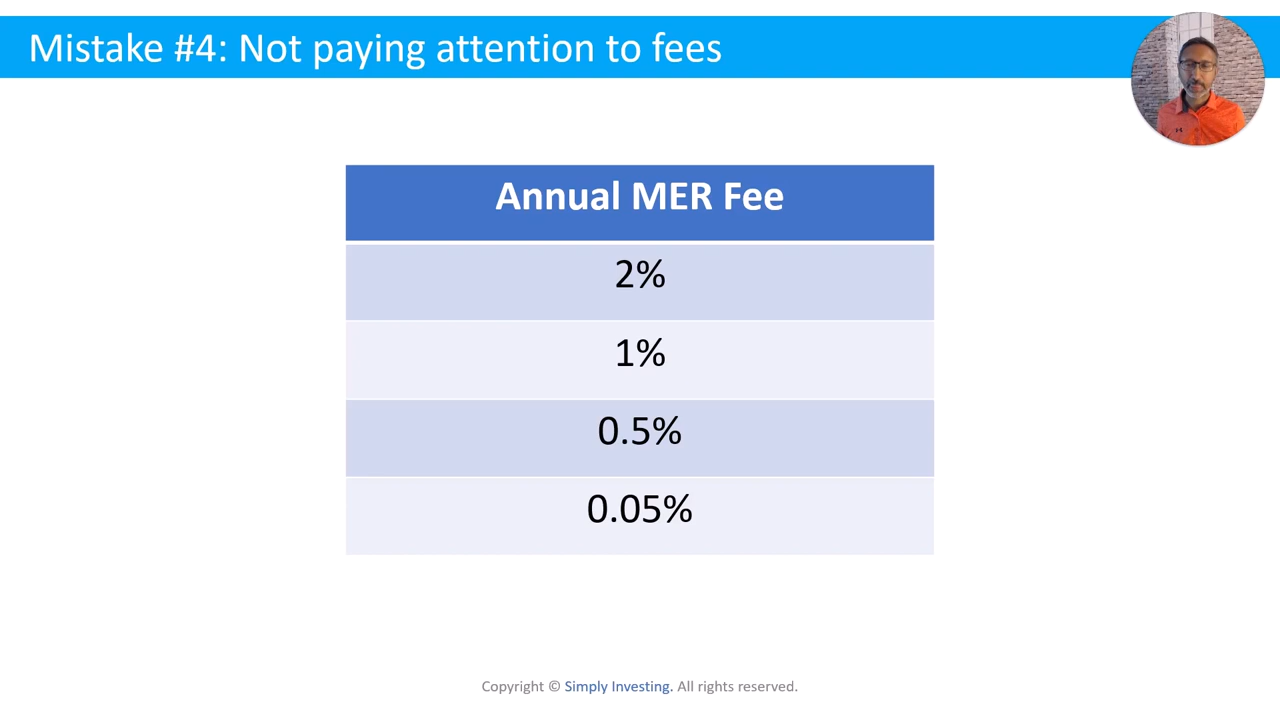 Mistake #4: Not paying attention to fees
Annual MER Fee
2%
1%
0.5%
0.05%
Copyright © Simply Investing. All rights reserved.